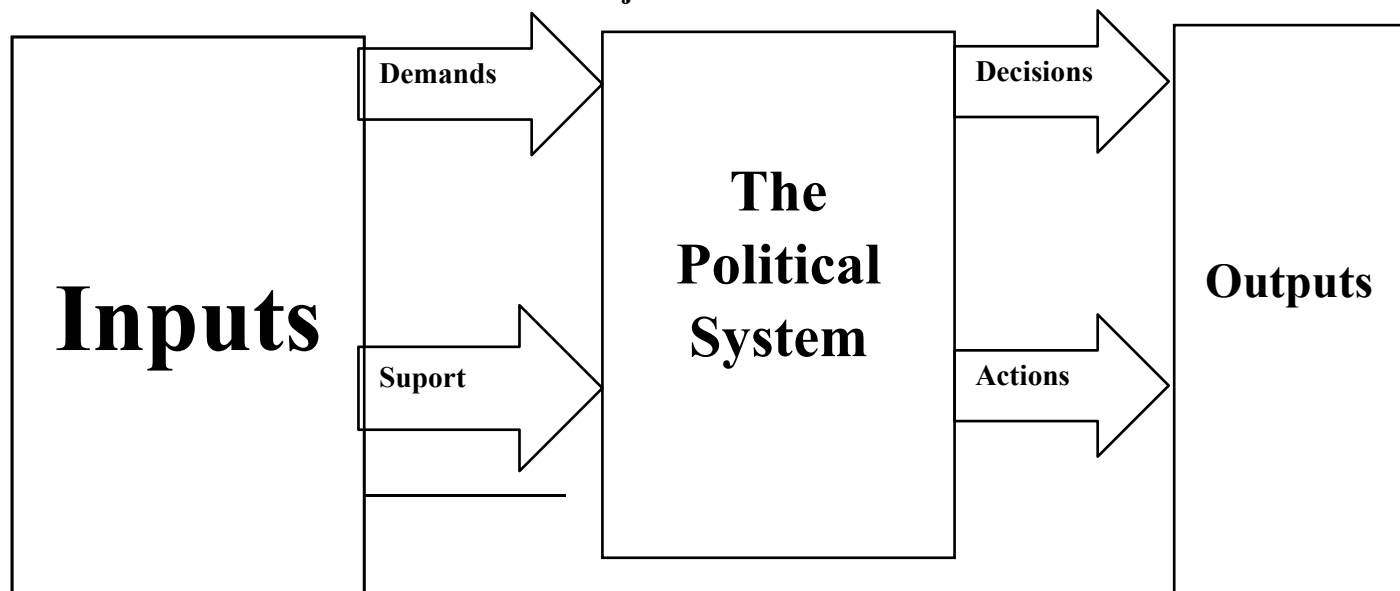 Inputs
Demands
Suport
The
Political
System
Decisions
Actions
Outputs